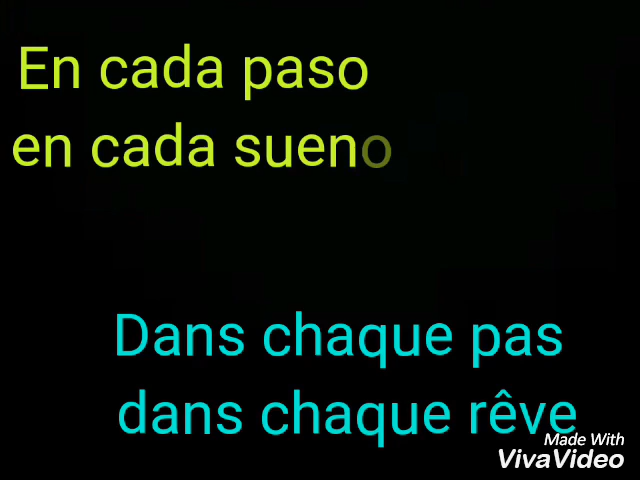 En cada paso
en cada sueno
Dans chaque pas
dans chaque rêve
Made With
VivaVideo